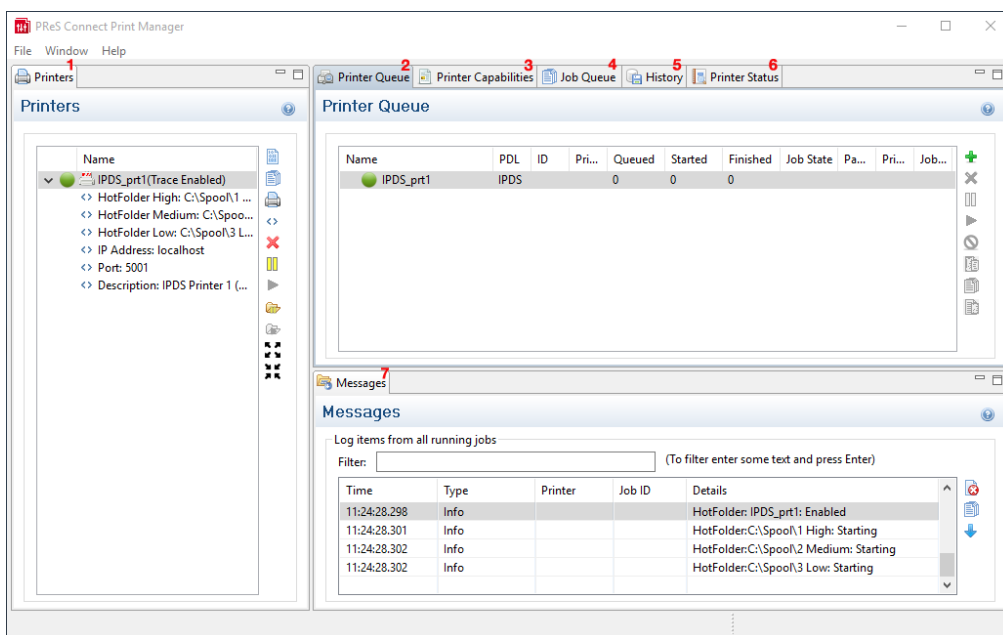 PReS Connect Print Manager
File Window Help
Printers 1
Printers
Name
IPDS_prt1(Trace Enabled)
HotFolder High: C:\Spool\1 ...
HotFolder Medium: C:\Spoo...
HotFolder Low: C:\Spool\3 L...
IP Address: localhost
Port: 5001
Description: IPDS Printer 1 (...
Printer Queue 2 Printer Capabilities 3 Job Queue 4 History 5 Printer Status 6
Printer Queue
Name PDL ID Pri... Queued Started Finished Job State Pa... Pri... Job...
IPDS_prt1 IPDS 0 0 0
Messages 7
Messages
Log items from all running jobs
Filter: (To filter enter some text and press Enter)
Time Type Printer Job ID Details
11:24:28.298 Info HotFolder: IPDS_prt1: Enabled
11:24:28.301 Info HotFolder:C:\Spool\1 High: Starting
11:24:28.302 Info HotFolder:C:\Spool\2 Medium: Starting
11:24:28.302 Info HotFolder:C:\Spool\3 Low: Starting